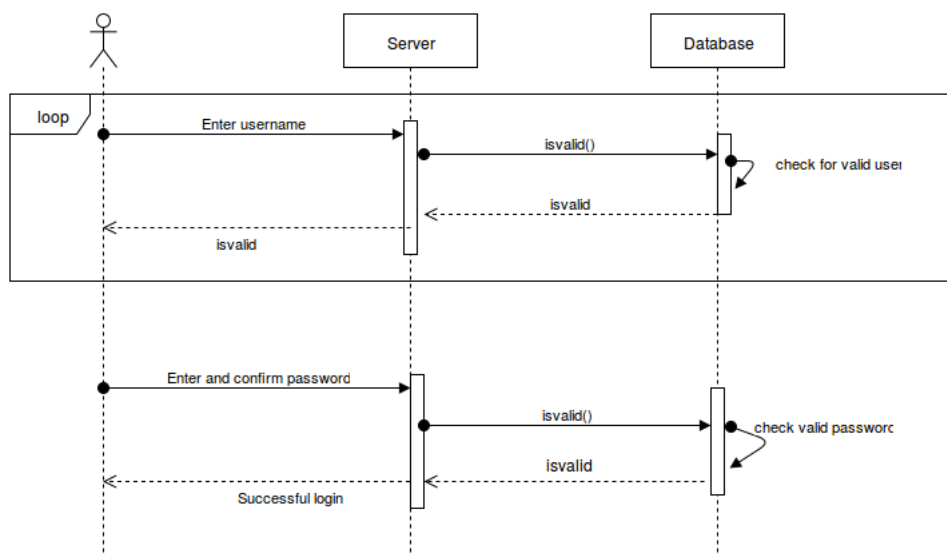 Server
Database
loop
Enter username
isvalid()
check for valid user
isvalid
isvalid
Enter and confirm password
isvalid()
check valid password
isvalid
Successful login